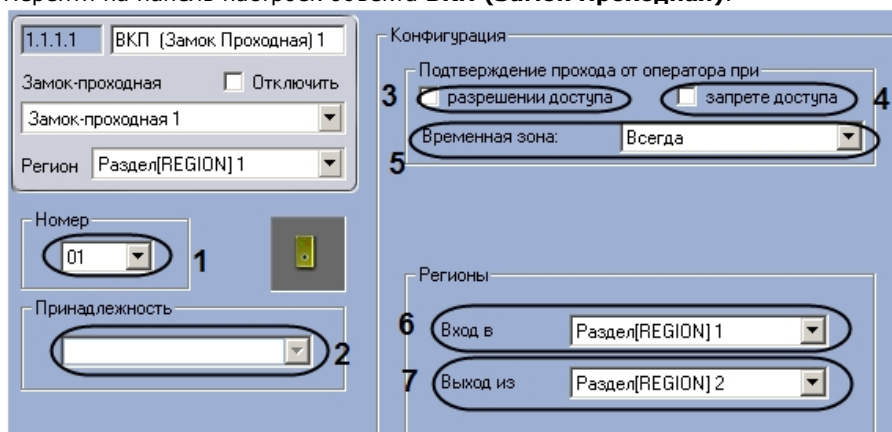 Перейти на панель настроек объекта ВКП (Замок Проходная).
1.1.1.1 ВКП (Замок Проходная) 1
Замок-проходная Отключить
Замок-проходная 1
Регион Раздел[REGION] 1
Номер
01 1
Принадлежность
2
Конфигурация
Подтверждение прохода от оператора при
3 разрешении доступа запрете доступа 4
Временная зона: Всегда
5
Регионы
6 Вход в Раздел[REGION] 1
7 Выход из Раздел[REGION] 2